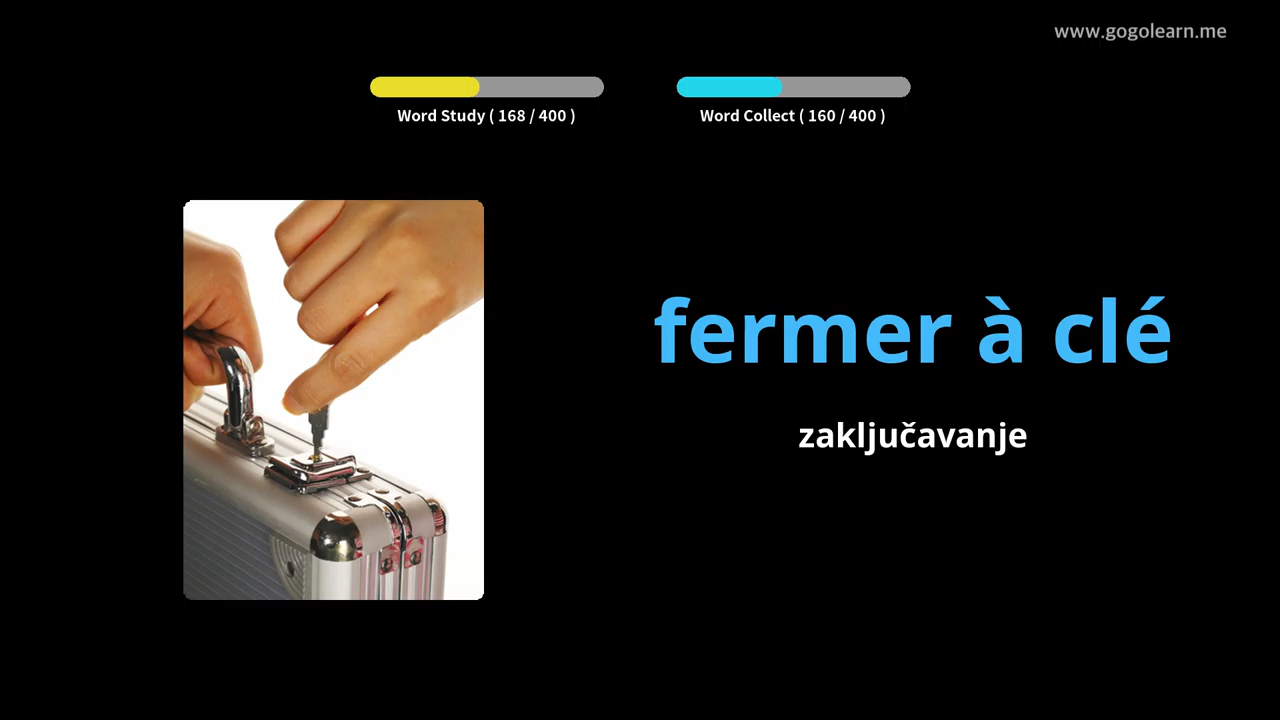 www.gogolearn.me
Word Study ( 168 / 400 )
Word Collect ( 160 / 400 )
fermer à clé
zaključavanje